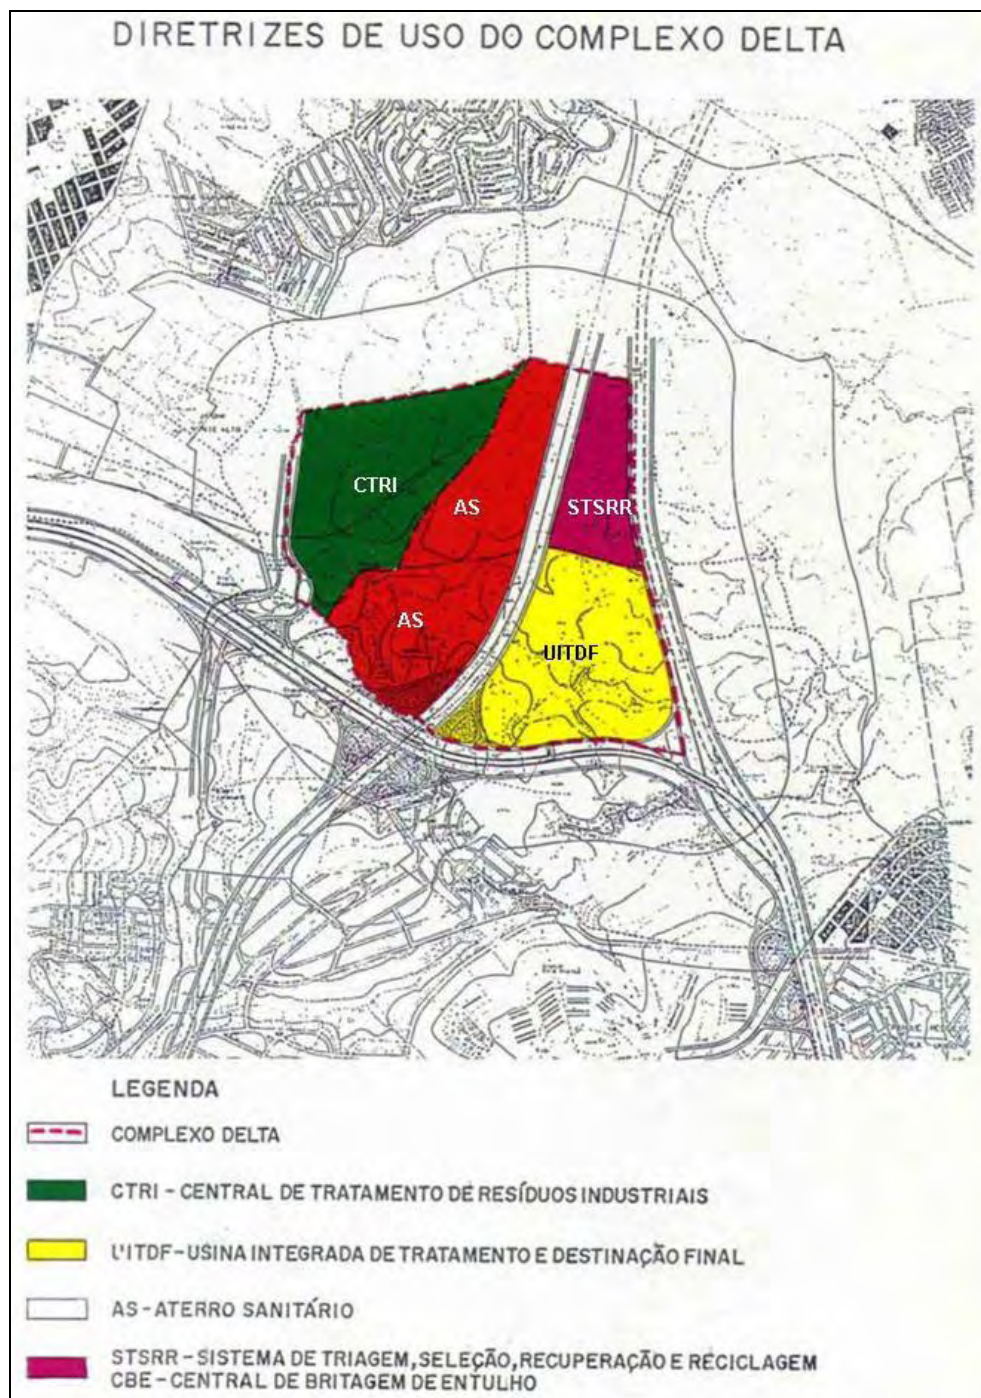 DIRETRIZES DE USO DO COMPLEXO DELTA
CTRI
AS
STSRR
AS
UITDF
LEGENDA
COMPLEXO DELTA
CTRI - CENTRAL DE TRATAMENTO DE RESÍDUOS INDUSTRIAIS
UITDF - USINA INTEGRADA DE TRATAMENTO E DESTINAÇÃO FINAL
AS - ATERRO SANITÁRIO
STSRR - SISTEMA DE TRIAGEM, SELEÇÃO, RECUPERAÇÃO E RECICLAGEM
CBE - CENTRAL DE BRITAGEM DE ENTULHO